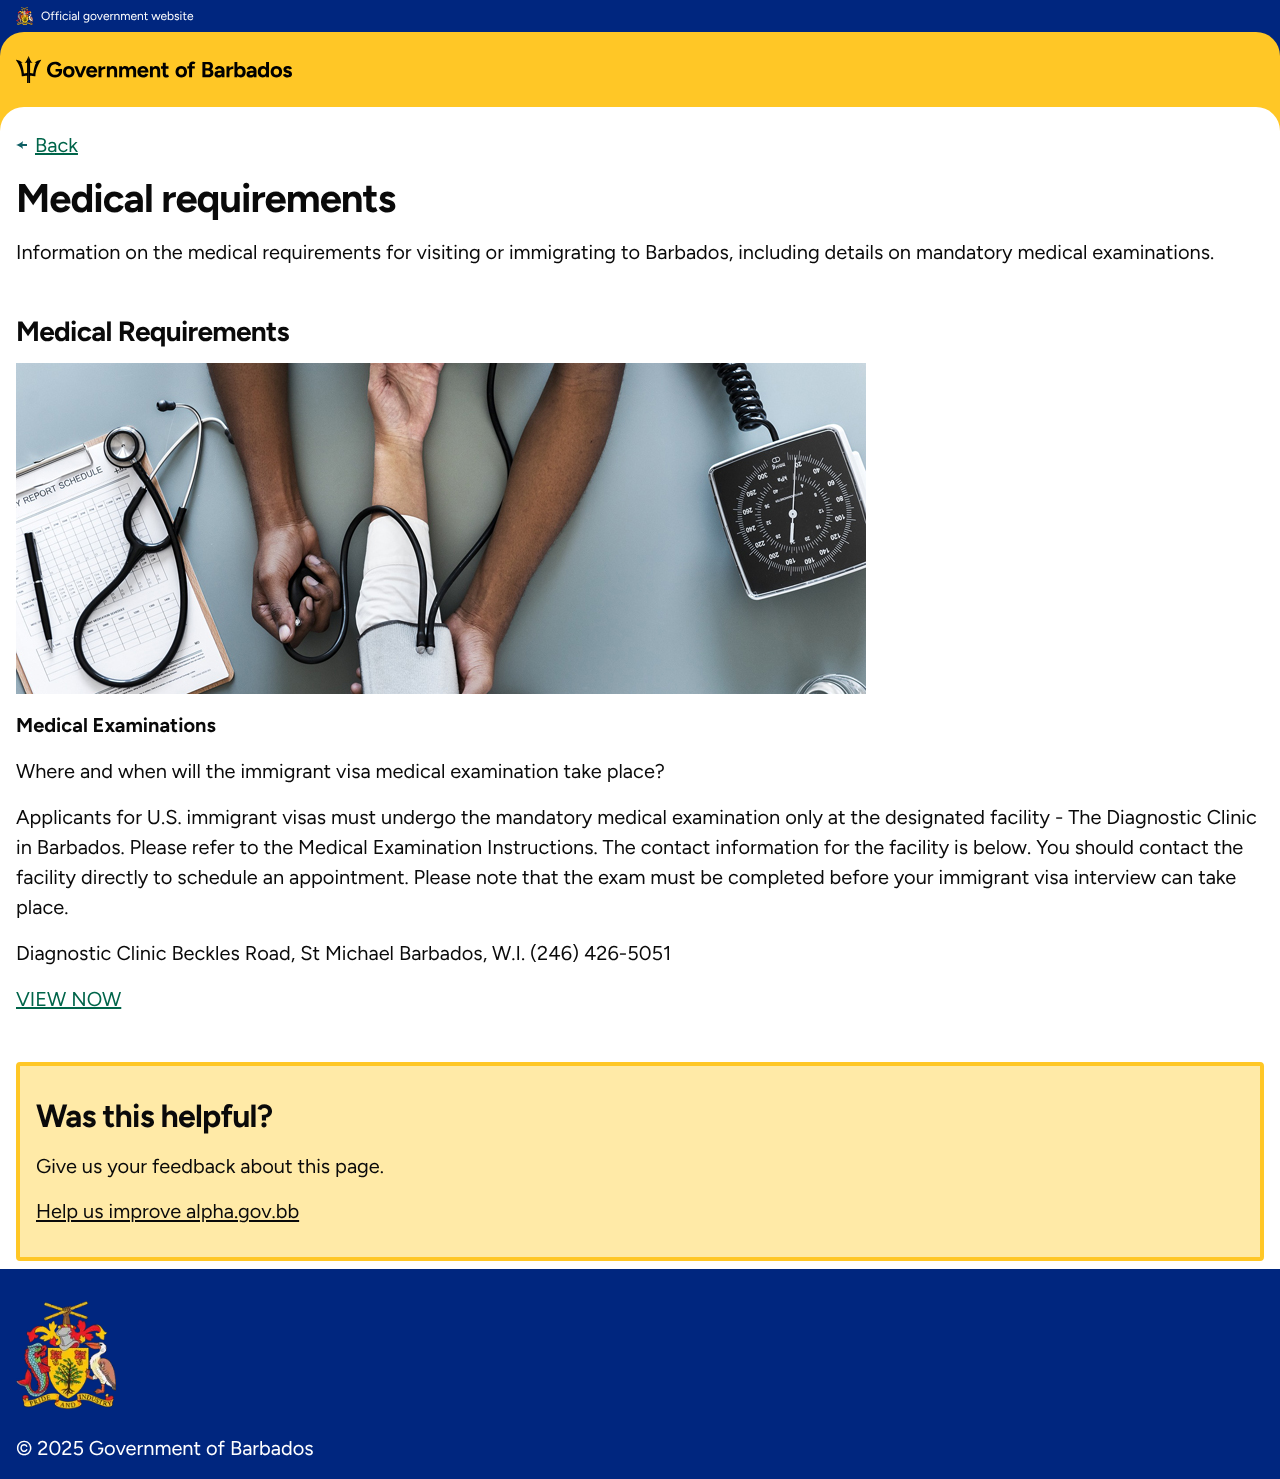 Official government website
Government of Barbados
Back
Medical requirements
Information on the medical requirements for visiting or immigrating to Barbados, including details on mandatory medical examinations.
Medical Requirements
Y REPORT SCHEDULE
Medical Examinations
Where and when will the immigrant visa medical examination take place?
Applicants for U.S. immigrant visas must undergo the mandatory medical examination only at the designated facility - The Diagnostic Clinic
in Barbados. Please refer to the Medical Examination Instructions. The contact information for the facility is below. You should contact the
facility directly to schedule an appointment. Please note that the exam must be completed before your immigrant visa interview can take
place.
Diagnostic Clinic Beckles Road, St Michael Barbados, W.I. (246) 426-5051
VIEW NOW
Was this helpful?
Give us your feedback about this page.
Help us improve alpha.gov.bb
PRIDE AND INDUSTRY
© 2025 Government of Barbados